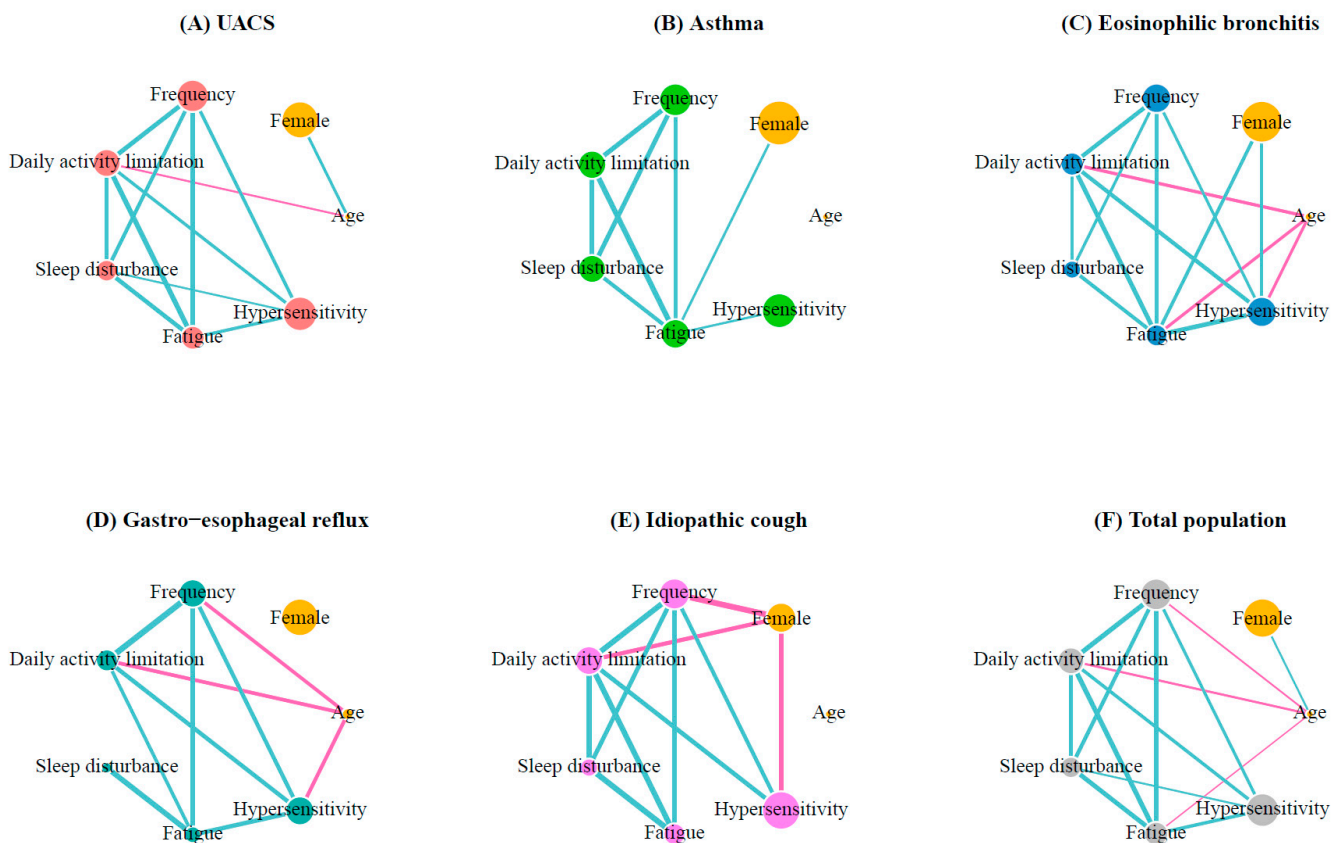 (A) UACS
Frequency
Female
Daily activity limitation
Age
Sleep disturbance
Hypersensitivity
Fatigue
(B) Asthma
Frequency
Female
Daily activity limitation
Age
Sleep disturbance
Hypersensitivity
Fatigue
(C) Eosinophilic bronchitis
Frequency
Female
Daily activity limitation
Age
Sleep disturbance
Hypersensitivity
Fatigue
(D) Gastro−esophageal reflux
Frequency
Female
Daily activity limitation
Age
Sleep disturbance
Hypersensitivity
Fatigue
(E) Idiopathic cough
Frequency
Female
Daily activity limitation
Age
Sleep disturbance
Hypersensitivity
Fatigue
(F) Total population
Frequency
Female
Daily activity limitation
Age
Sleep disturbance
Hypersensitivity
Fatigue